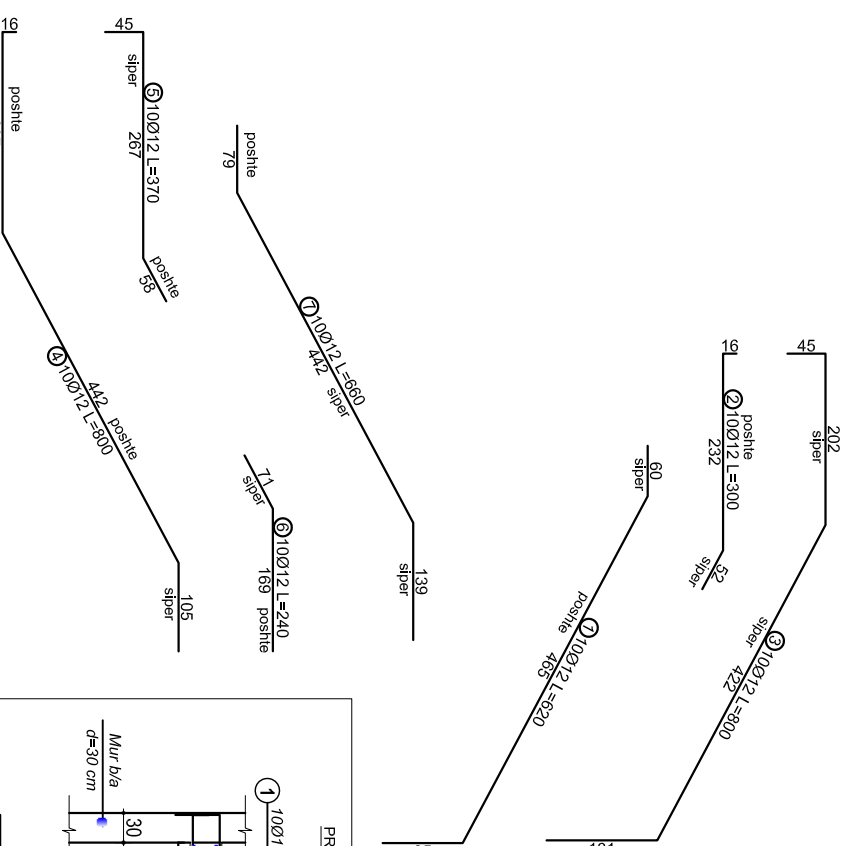 16
poshte
45
siper
⑤10Ø12 L=370
267
poshte
58
poshte
79
⑦10Ø12 L=660
442 siper
139
siper
④10Ø12 L=800
442 poshte
105
siper
71
siper
⑥10Ø12 L=240
169 poshte
16
②10Ø12 L=300
poshte
232
52
siper
45
202
siper
③10Ø12 L=800
siper 422
60
siper
①10Ø12 L=620
poshte 465
Mur b/a
d=30 cm
30
① 10Ø1
PR